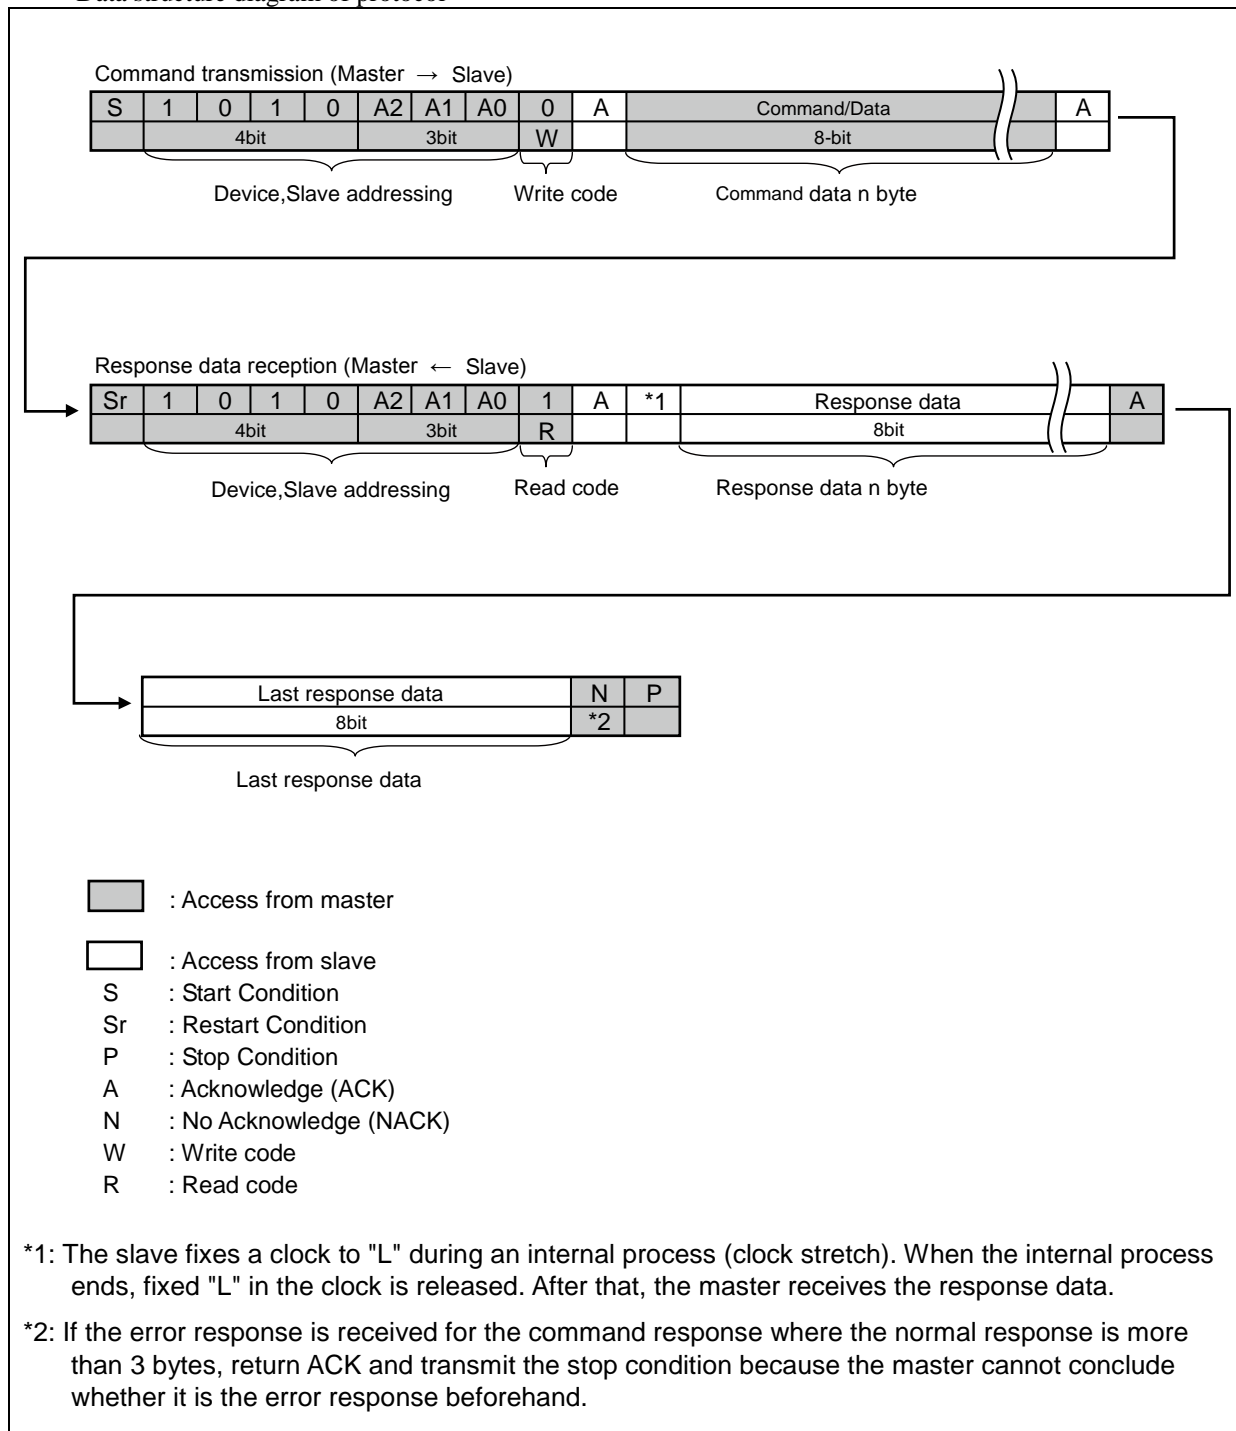 Data structure diagram of protocol
Command transmission (Master → Slave)
S 1 0 1 0 A2 A1 A0 0 A Command/Data A
4bit 3bit W 8-bit
Device,Slave addressing Write code Command data n byte
Response data reception (Master ← Slave)
Sr 1 0 1 0 A2 A1 A0 1 A *1 Response data A
4bit 3bit R 8bit
Device,Slave addressing Read code Response data n byte
Last response data N P
8bit *2
Last response data
: Access from master
: Access from slave
S : Start Condition
Sr : Restart Condition
P : Stop Condition
A : Acknowledge (ACK)
N : No Acknowledge (NACK)
W : Write code
R : Read code
*1: The slave fixes a clock to "L" during an internal process (clock stretch). When the internal process
ends, fixed "L" in the clock is released. After that, the master receives the response data.
*2: If the error response is received for the command response where the normal response is more
than 3 bytes, return ACK and transmit the stop condition because the master cannot conclude
whether it is the error response beforehand.